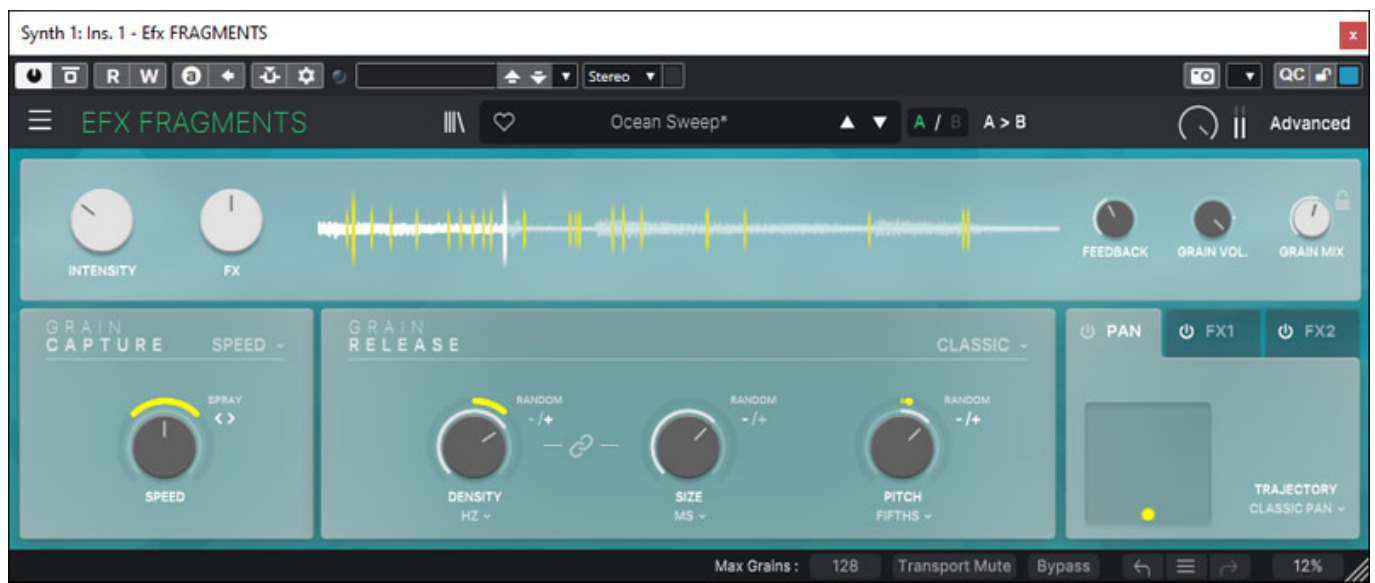 Synth 1: Ins. 1 - Efx FRAGMENTS
x
R W a Stereo QC
EFX FRAGMENTS Ocean Sweep* A / B A > B Advanced
INTENSITY FX FEEDBACK GRAIN VOL. GRAIN MIX
GRAIN
CAPTURE SPEED
SPRAY
< >
SPEED
GRAIN
RELEASE CLASSIC
RANDOM RANDOM RANDOM
- /+ - /+ - /+
DENSITY SIZE PITCH
HZ MS FIFTHS
PAN FX1 FX2
TRAJECTORY
CLASSIC PAN
Max Grains : 128 Transport Mute Bypass 12%